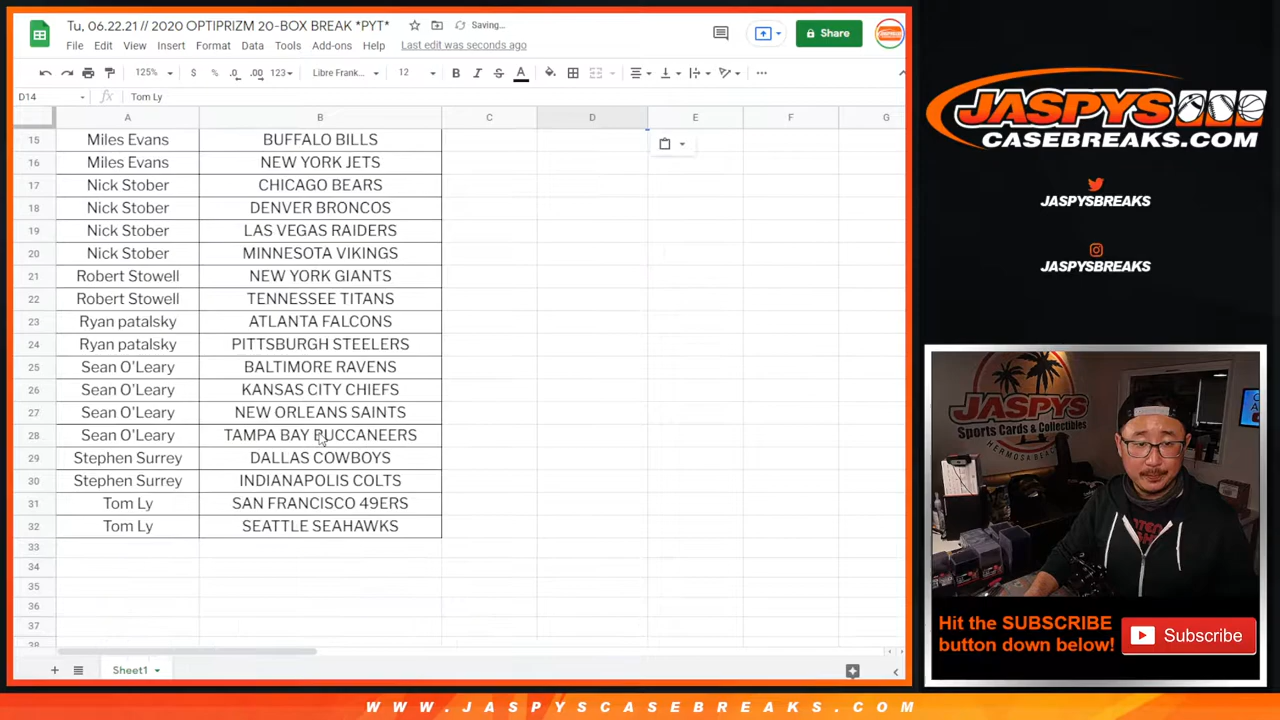 Tu, 06.22.21 // 2020 OPTIPRIZM 20-BOX BREAK *PYT*
Saving...
File Edit View Insert Format Data Tools Add-ons Help Last edit was seconds ago
Share
125% $ % .0 .00 123 Libre Frank... 12 B I S A
D14 fx Tom Ly
A B C D E F G
15 Miles Evans BUFFALO BILLS
16 Miles Evans NEW YORK JETS
17 Nick Stober CHICAGO BEARS
18 Nick Stober DENVER BRONCOS
19 Nick Stober LAS VEGAS RAIDERS
20 Nick Stober MINNESOTA VIKINGS
21 Robert Stowell NEW YORK GIANTS
22 Robert Stowell TENNESSEE TITANS
23 Ryan patalsky ATLANTA FALCONS
24 Ryan patalsky PITTSBURGH STEELERS
25 Sean O'Leary BALTIMORE RAVENS
26 Sean O'Leary KANSAS CITY CHIEFS
27 Sean O'Leary NEW ORLEANS SAINTS
28 Sean O'Leary TAMPA BAY BUCCANEERS
29 Stephen Surrey DALLAS COWBOYS
30 Stephen Surrey INDIANAPOLIS COLTS
31 Tom Ly SAN FRANCISCO 49ERS
32 Tom Ly SEATTLE SEAHAWKS
33
34
35
36
37
38
Sheet1
JASPYS
CASEBREAKS.COM
JASPYSBREAKS
JASPYSBREAKS
JASPYS
Sports Cards & Collectibles
HERMOSA BEACH
Hit the SUBSCRIBE
button down below!
Subscribe
WWW.JASPYSCASEBREAKS.COM